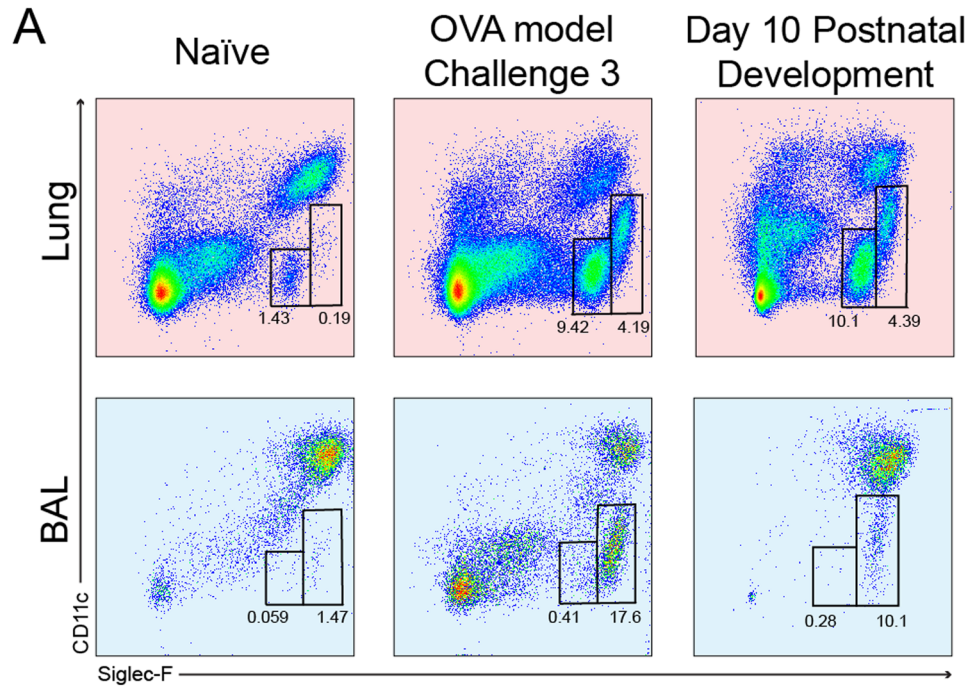 A
Naïve
OVA model
Challenge 3
Day 10 Postnatal
Development
Lung
1.43 0.19
9.42 4.19
10.1 4.39
BAL
0.059 1.47
0.41 17.6
0.28 10.1
CD11c
Siglec-F